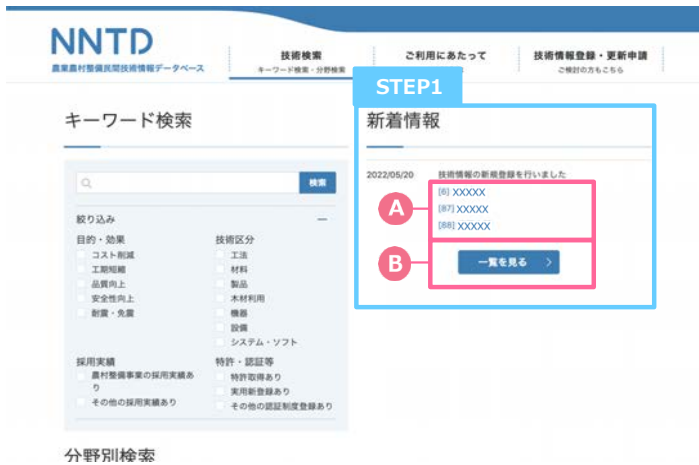 NNTD
農業農村整備民間技術情報データベース
技術検索
キーワード検索・分野検索
ご利用にあたって
技術情報登録・更新申請
ご検討の方もこちら
STEP1
キーワード検索
検索
絞り込み
目的・効果
コスト削減
工期短縮
品質向上
安全性向上
耐震・免震
技術区分
工法
材料
製品
木材利用
機器
設備
システム・ソフト
採用実績
農村整備事業の採用実績あ
り
その他の採用実績あり
特許・認証等
特許取得あり
実用新登録あり
その他の認証制度登録あり
新着情報
2022/05/20 技術情報の新規登録を行いました
A
[6] XXXXX
[87] XXXXX
[88] XXXXX
B
一覧を見る
分野別検索